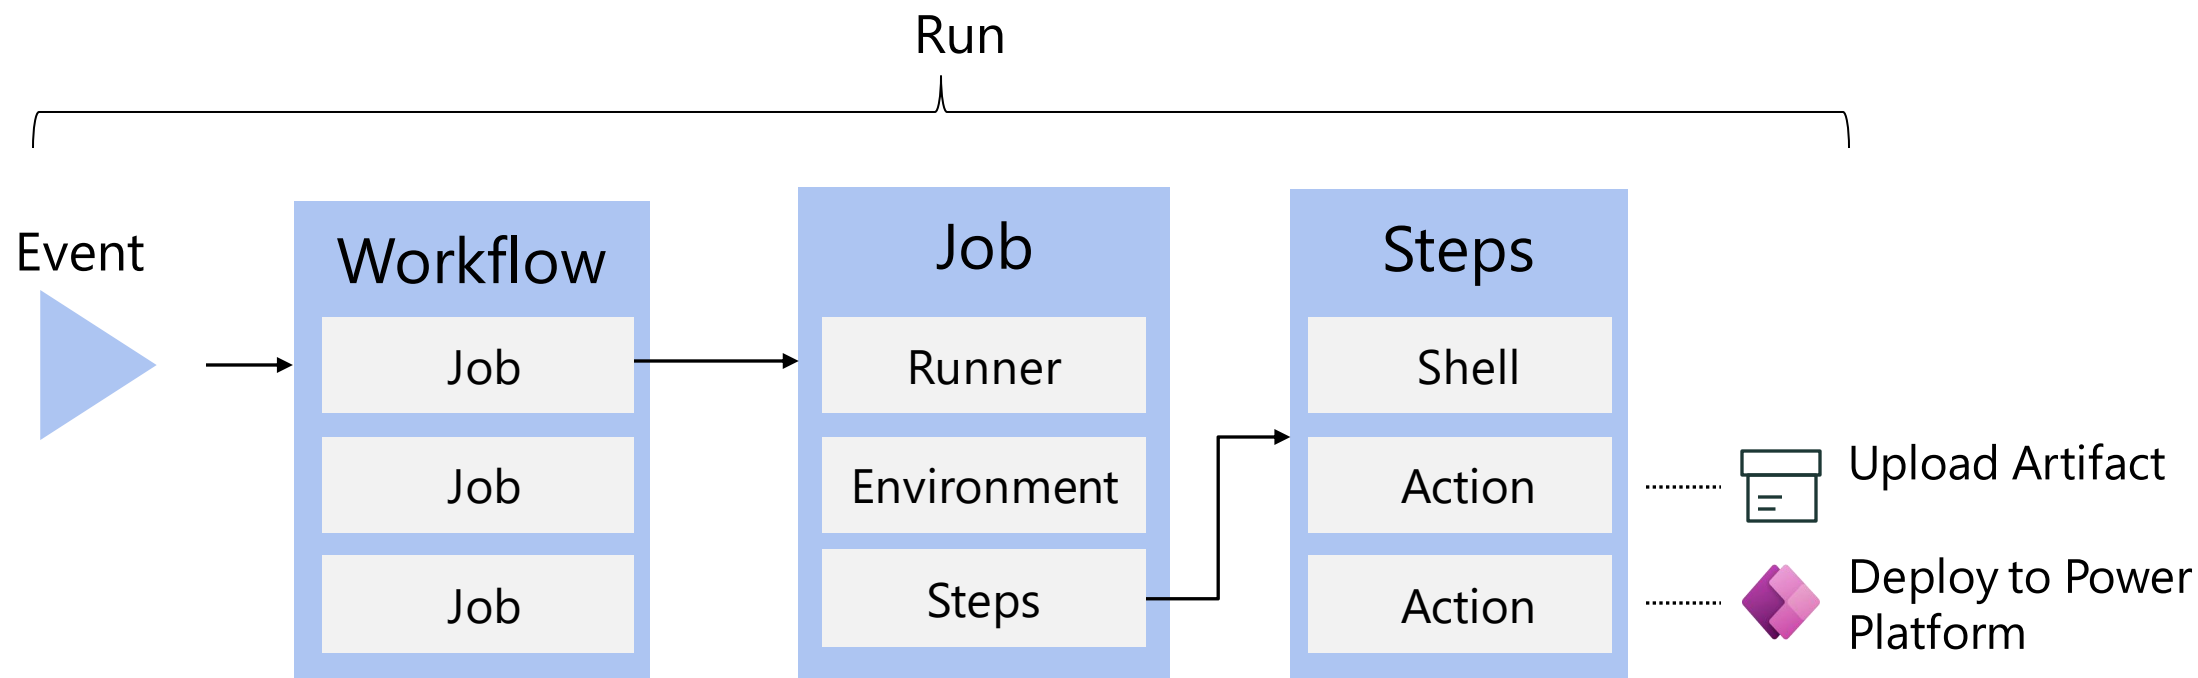 Run
Event
Workflow
Job
Job
Job
Job
Runner
Environment
Steps
Steps
Shell
Action
Action
Upload Artifact
Deploy to Power
Platform